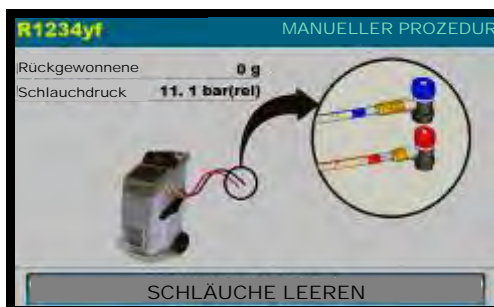 R1234yf
MANUELLER PROZEDUR
Rückgewonnene 0 g
Schlauchdruck 11. 1 bar(rel)
SCHLÄUCHE LEEREN